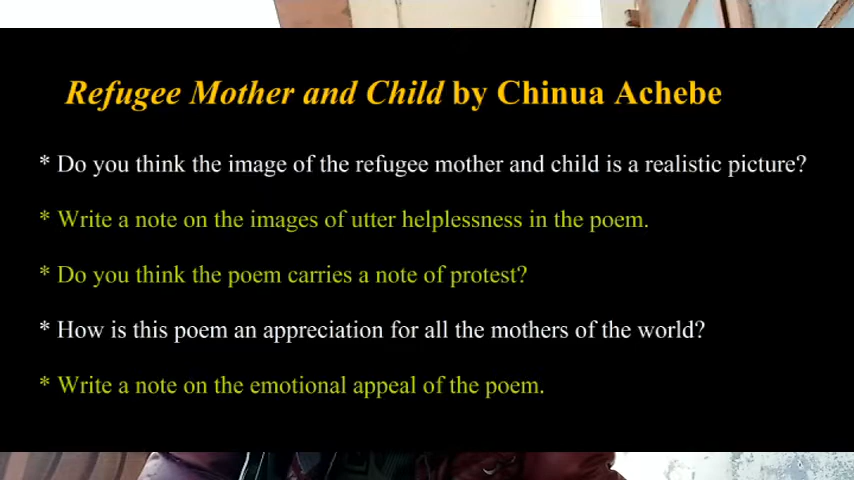 Refugee Mother and Child by Chinua Achebe
* Do you think the image of the refugee mother and child is a realistic picture?
* Write a note on the images of utter helplessness in the poem.
* Do you think the poem carries a note of protest?
* How is this poem an appreciation for all the mothers of the world?
* Write a note on the emotional appeal of the poem.